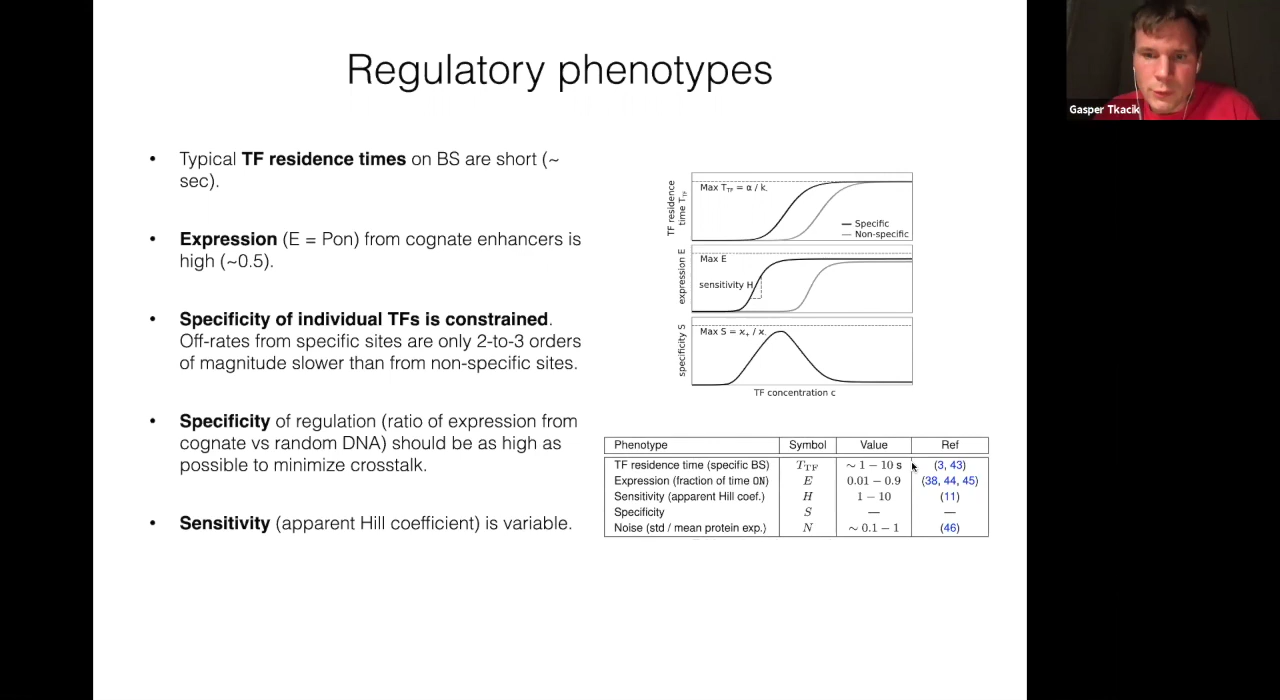 Regulatory phenotypes
Gasper Tkacik
• Typical TF residence times on BS are short (~
sec).
• Expression (E = Pon) from cognate enhancers is
high (~0.5).
• Specificity of individual TFs is constrained.
Off-rates from specific sites are only 2-to-3 orders
of magnitude slower than from non-specific sites.
• Specificity of regulation (ratio of expression from
cognate vs random DNA) should be as high as
possible to minimize crosstalk.
• Sensitivity (apparent Hill coefficient) is variable.
TF residence
time T_TF
Max T_TF = α / k_
Specific
Non-specific
expression E
Max E
sensitivity H
specificity S
Max S = ϰ₊ / ϰ_
TF concentration c
Phenotype Symbol Value Ref
TF residence time (specific BS) T_TF ~ 1 – 10 s (3, 43)
Expression (fraction of time ON) E 0.01 – 0.9 (38, 44, 45)
Sensitivity (apparent Hill coef.) H 1 – 10 (11)
Specificity S — —
Noise (std / mean protein exp.) N ~ 0.1 – 1 (46)